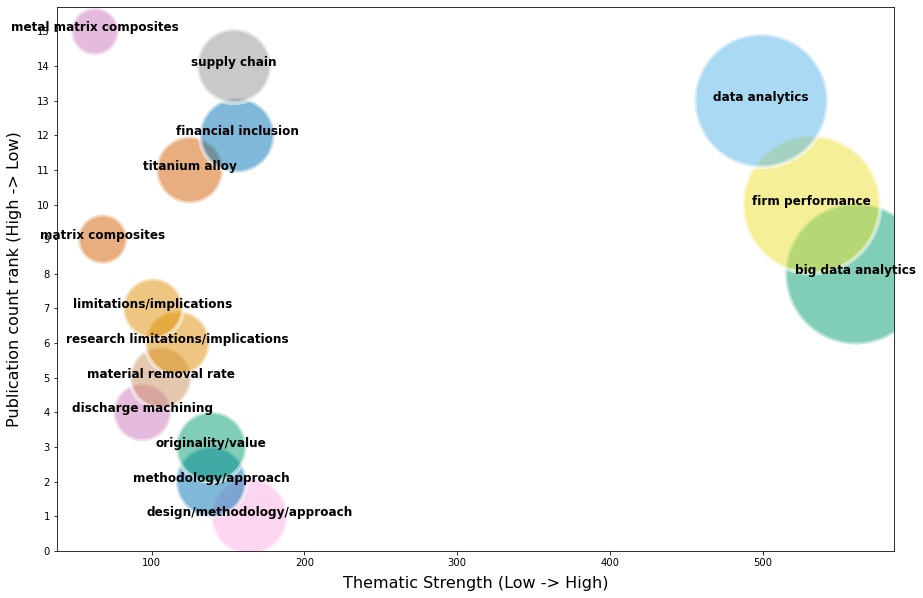 metal matrix composites
15
supply chain
14
data analytics
13
financial inclusion
12
titanium alloy
11
firm performance
10
matrix composites
9
big data analytics
8
limitations/implications
7
research limitations/implications
6
material removal rate
5
discharge machining
4
originality/value
3
methodology/approach
2
design/methodology/approach
1
0
Publication count rank (High -> Low)
100
200
300
400
500
Thematic Strength (Low -> High)